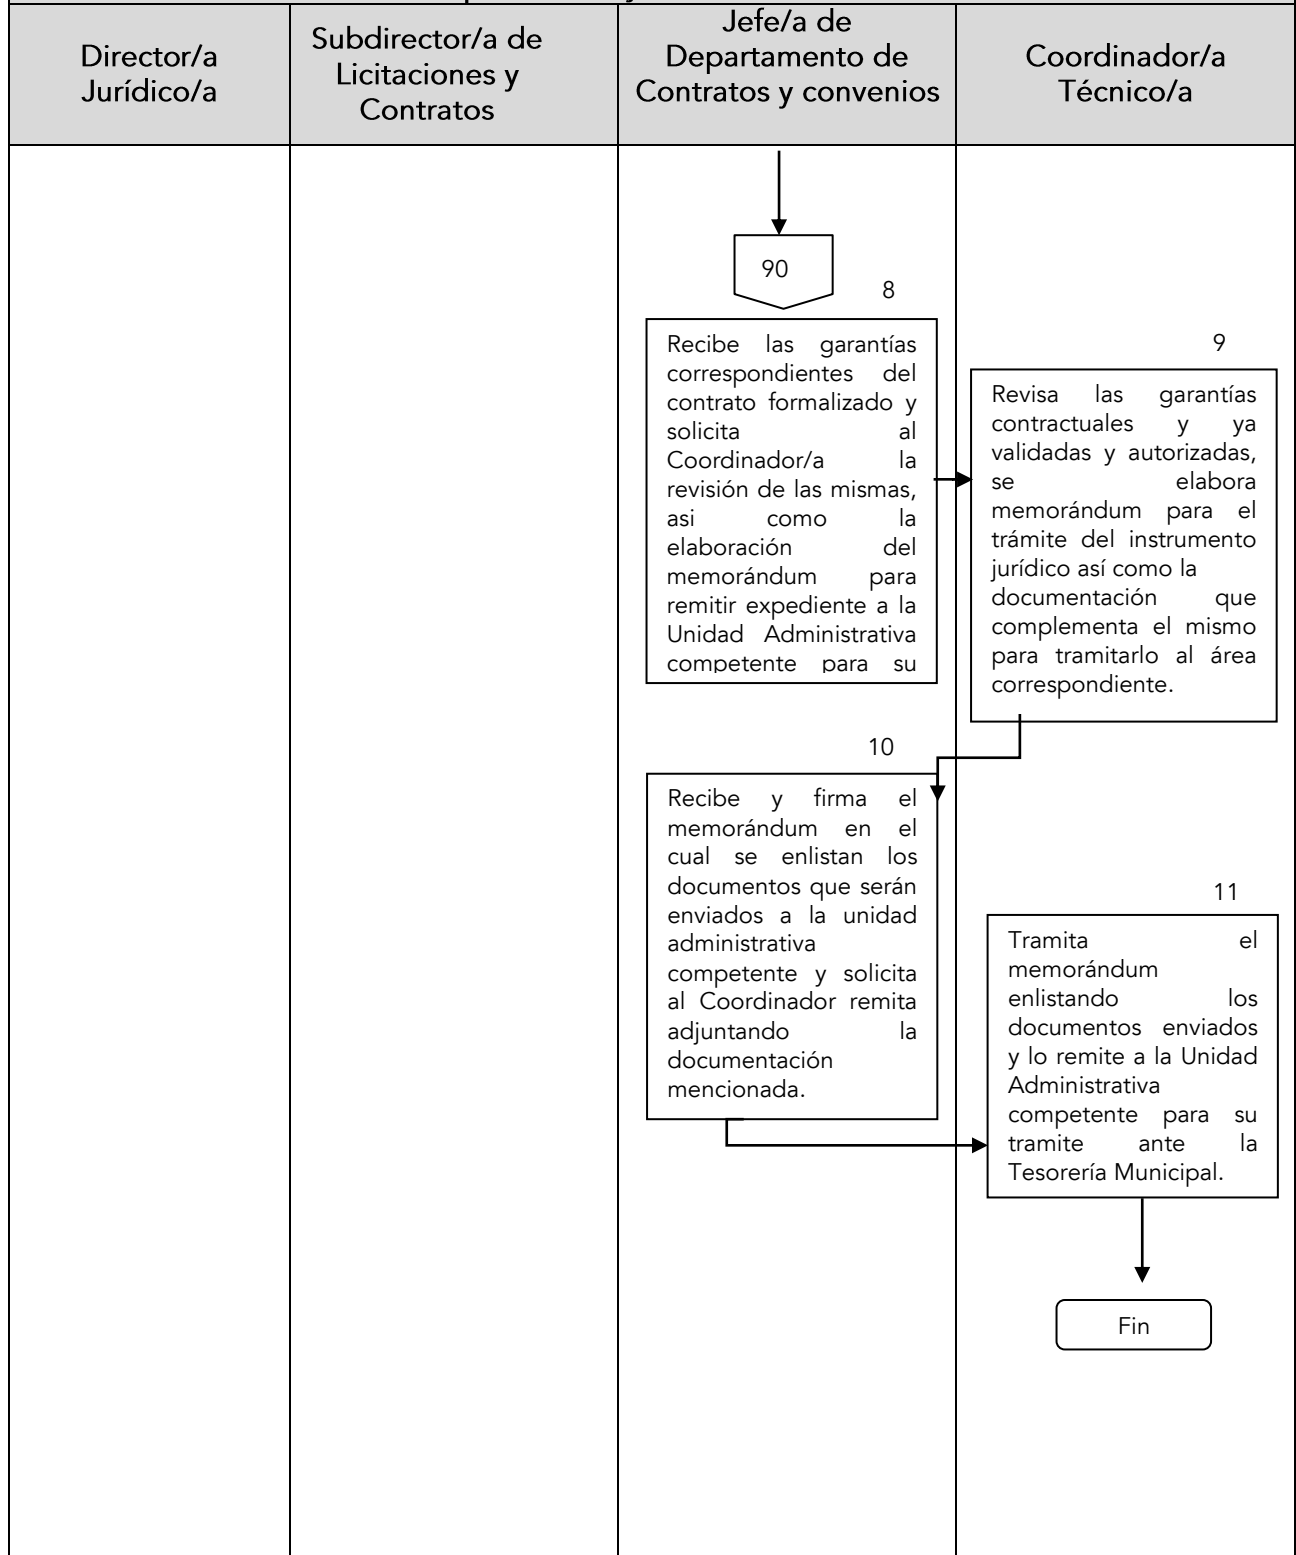 Director/a
Jurídico/a
Subdirector/a de
Licitaciones y
Contratos
Jefe/a de
Departamento de
Contratos y convenios
Coordinador/a
Técnico/a
90
8
Recibe las garantías
correspondientes del
contrato formalizado y
solicita al
Coordinador/a la
revisión de las mismas,
asi como la
elaboración del
memorándum para
remitir expediente a la
Unidad Administrativa
competente para su
9
Revisa las garantías
contractuales y ya
validadas y autorizadas,
se elabora
memorándum para el
trámite del instrumento
jurídico así como la
documentación que
complementa el mismo
para tramitarlo al área
correspondiente.
10
Recibe y firma el
memorándum en el
cual se enlistan los
documentos que serán
enviados a la unidad
administrativa
competente y solicita
al Coordinador remita
adjuntando la
documentación
mencionada.
11
Tramita el
memorándum
enlistando los
documentos enviados
y lo remite a la Unidad
Administrativa
competente para su
tramite ante la
Tesorería Municipal.
Fin